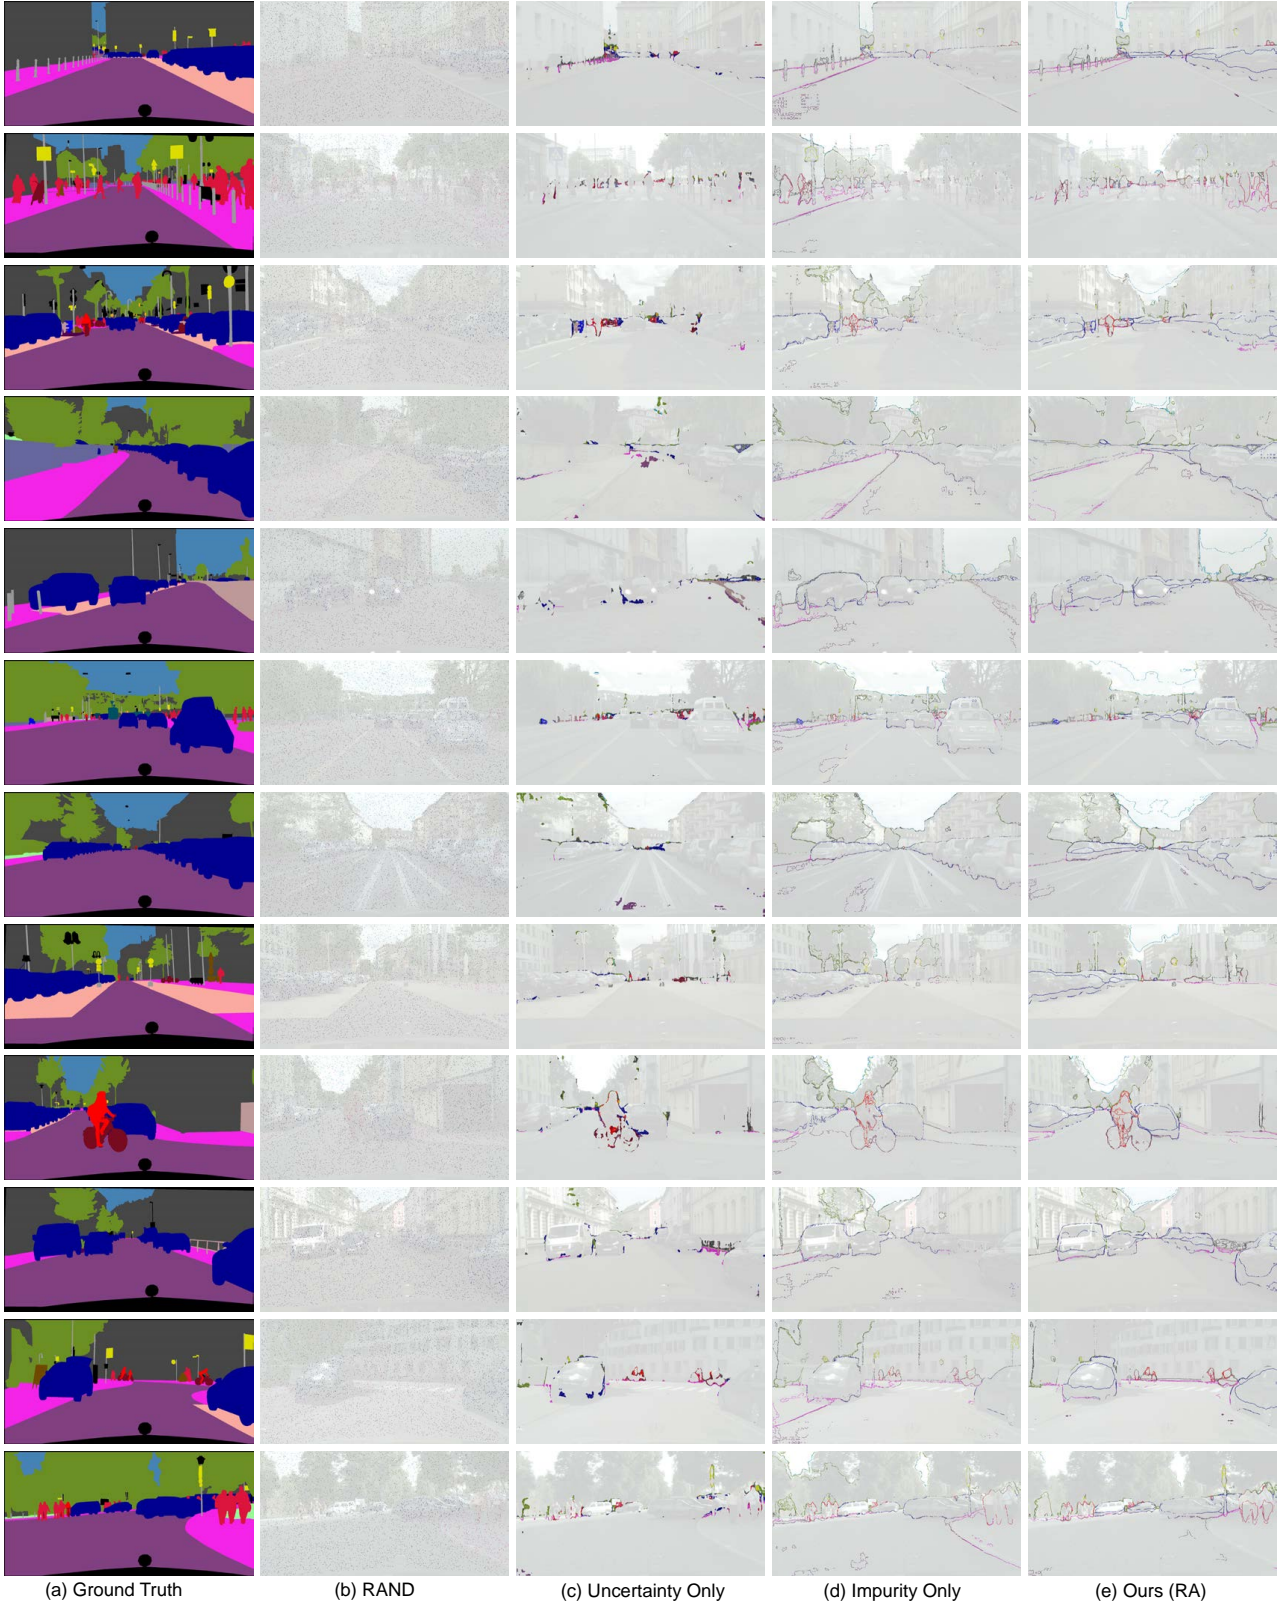 (a) Ground Truth
(b) RAND
(c) Uncertainty Only
(d) Impurity Only
(e) Ours (RA)